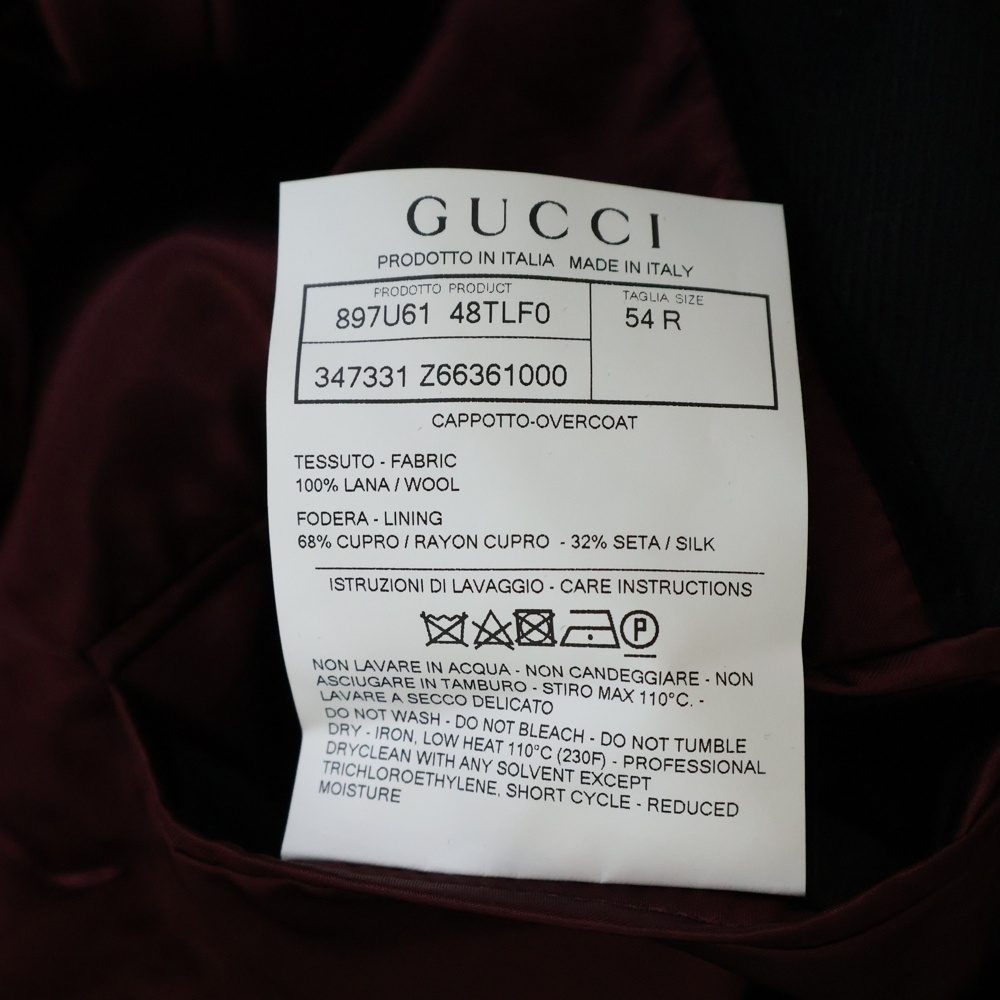 GUCCI
PRODOTTO IN ITALIA MADE IN ITALY
PRODOTTO PRODUCT
897U61 48TLF0
TAGLIA SIZE
54 R
347331 Z66361000
CAPPOTTO-OVERCOAT
TESSUTO - FABRIC
100% LANA / WOOL
FODERA - LINING
68% CUPRO / RAYON CUPRO - 32% SETA / SILK
ISTRUZIONI DI LAVAGGIO - CARE INSTRUCTIONS
P
NON LAVARE IN ACQUA - NON CANDEGGIARE - NON
ASCIUGARE IN TAMBURO - STIRO MAX 110°C. -
LAVARE A SECCO DELICATO
DO NOT WASH - DO NOT BLEACH - DO NOT TUMBLE
DRY - IRON, LOW HEAT 110°C (230F) - PROFESSIONAL
DRYCLEAN WITH ANY SOLVENT EXCEPT
TRICHLOROETHYLENE, SHORT CYCLE - REDUCED
MOISTURE